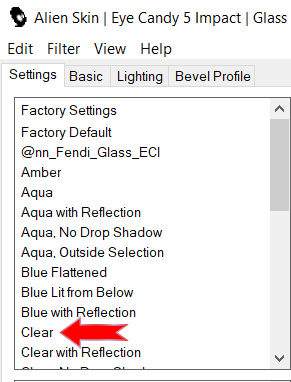 Alien Skin | Eye Candy 5 Impact | Glass
Edit Filter View Help
Settings Basic Lighting Bevel Profile
Factory Settings
Factory Default
@nn_Fendi_Glass_ECI
Amber
Aqua
Aqua with Reflection
Aqua, No Drop Shadow
Aqua, Outside Selection
Blue Flattened
Blue Lit from Below
Blue with Reflection
Clear
Clear with Reflection